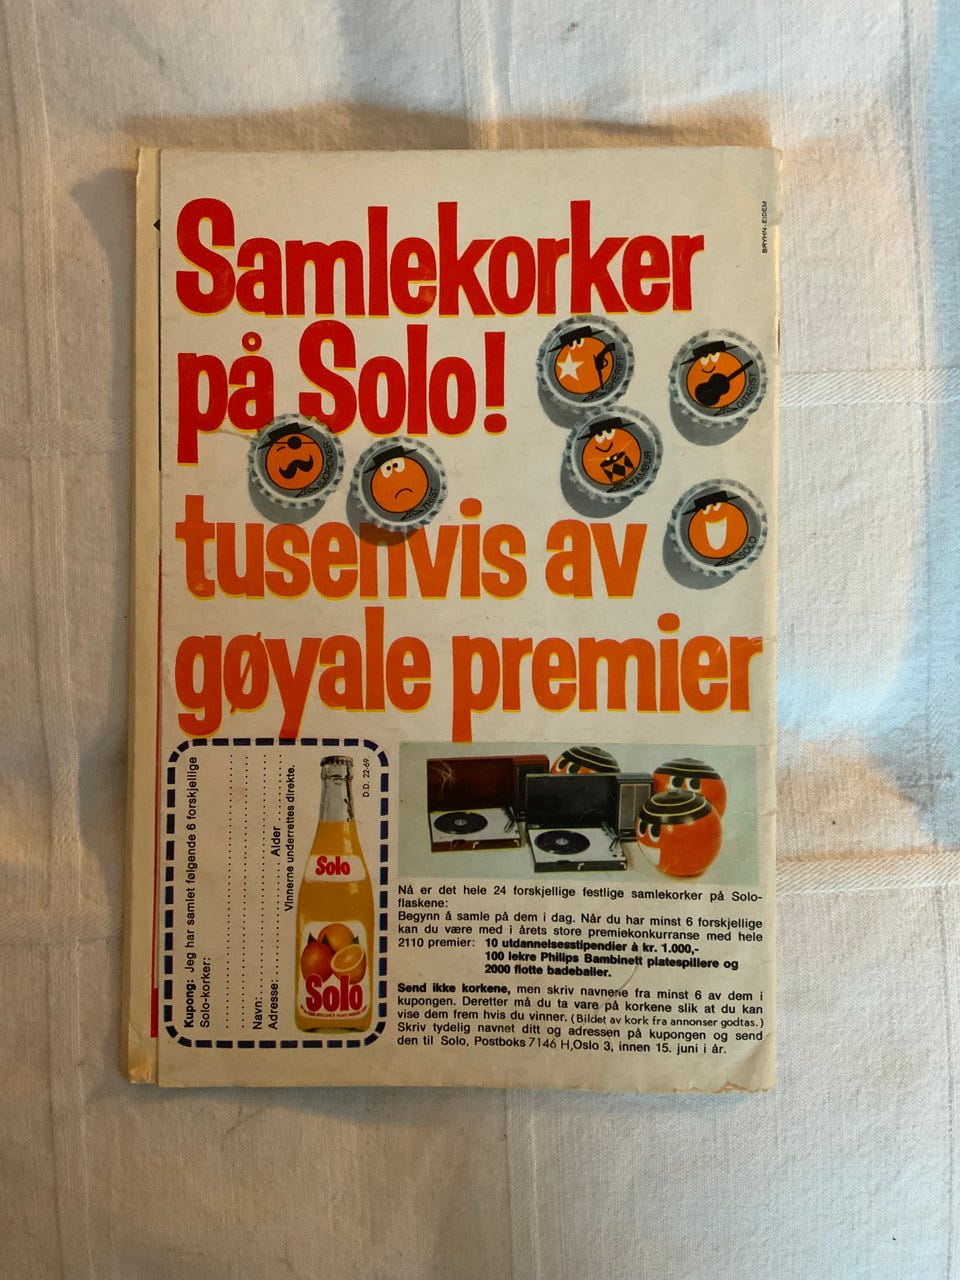 Samlekorker
på Solo!
BRYHN-EIDEM
SHERIFF
GITARIST
SJØRØVER
TRIST
TAMBUR
SOLO
tusenvis av
gøyale premier
Kupong: Jeg har samlet følgende 6 forskjellige
Solo-korker:
Navn:
Adresse: Alder
Vinnerne underrettes direkte.
D.D. 22-69.
Solo
Solo
Nå er det hele 24 forskjellige festlige samlekorker på Solo-
flaskene:
Begynn å samle på dem i dag. Når du har minst 6 forskjellige
kan du være med i årets store premiekonkurranse med hele
2110 premier: 10 utdannelsesstipendier à kr. 1.000,-
100 lekre Philips Bambinett platespillere og
2000 flotte badeballer.
Send ikke korkene, men skriv navnene fra minst 6 av dem i
kupongen. Deretter må du ta vare på korkene slik at du kan
vise dem frem hvis du vinner. (Bildet av kork fra annonser godtas.)
Skriv tydelig navnet ditt og adressen på kupongen og send
den til Solo, Postboks 7146 H,Oslo 3, innen 15. juni i år.